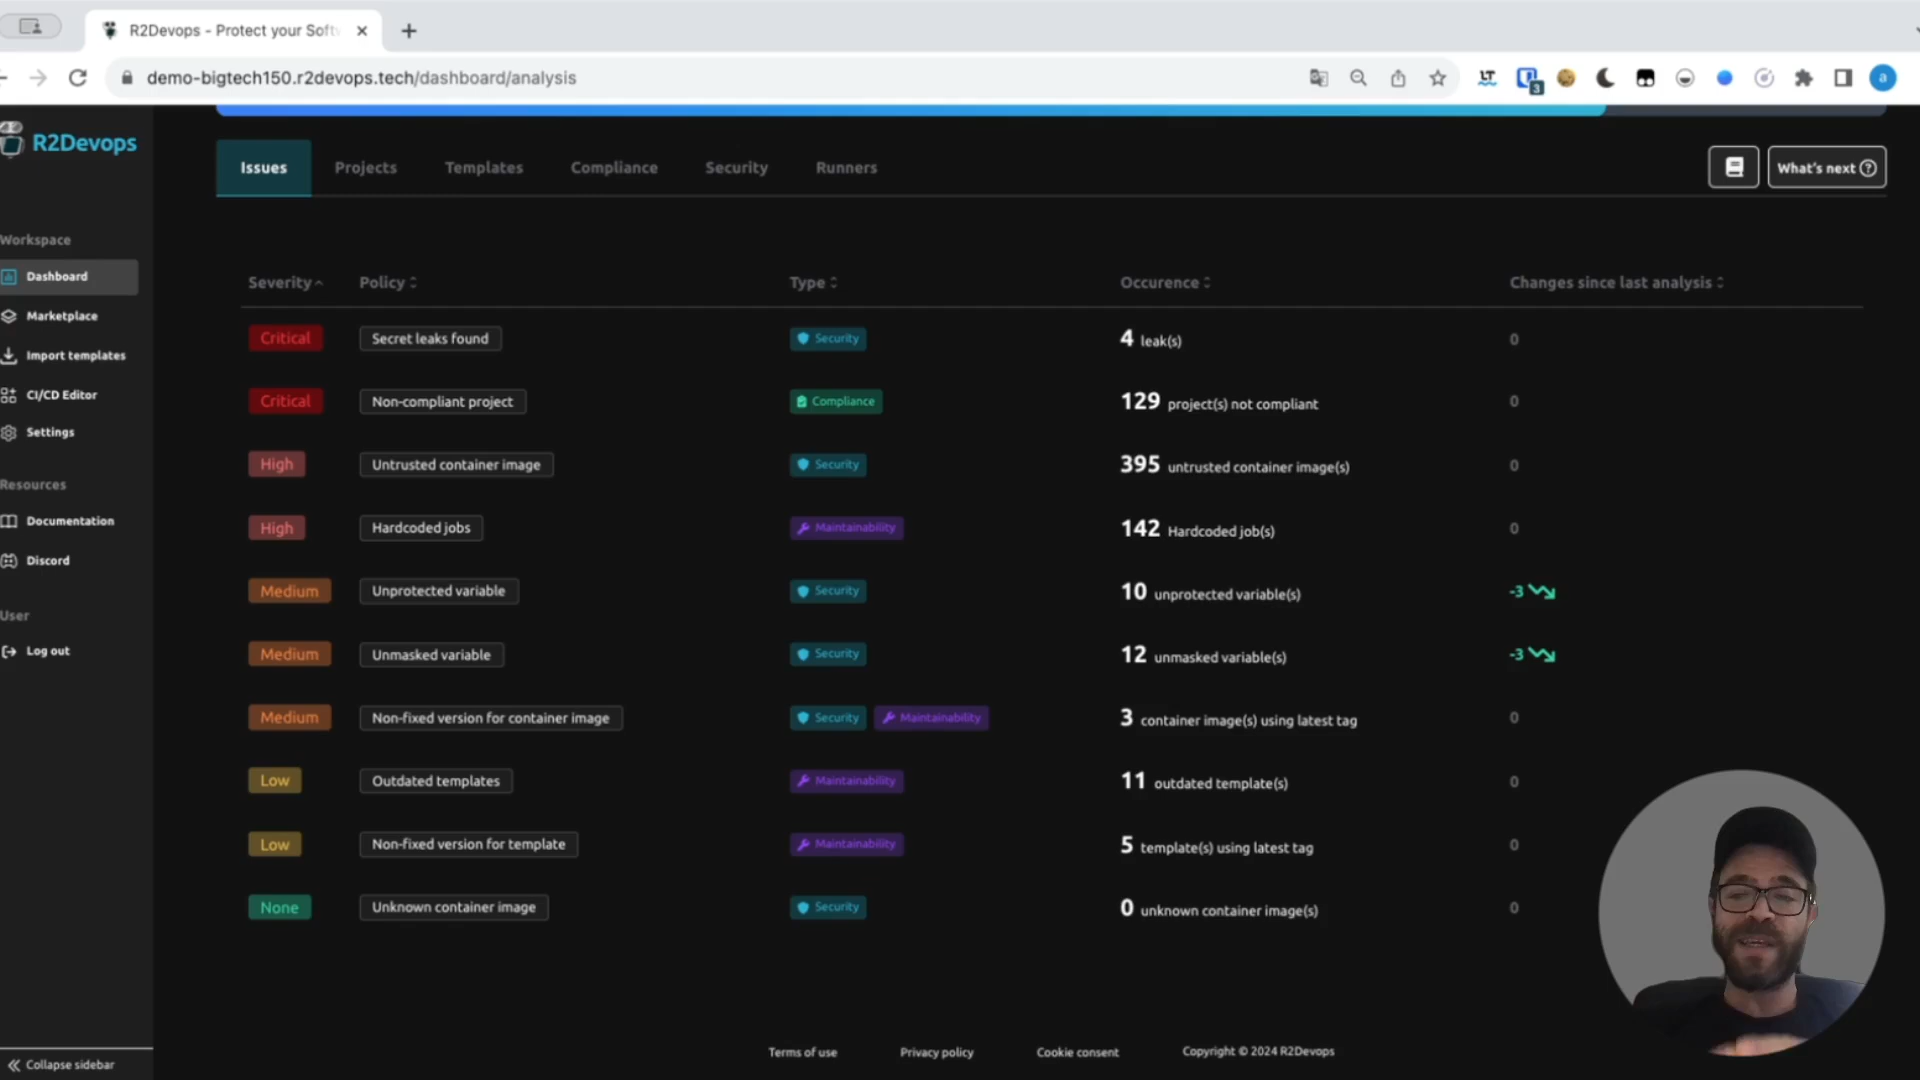 R2Devops - Protect your Soft
demo-bigtech150.r2devops.tech/dashboard/analysis
LT
3
a
R2Devops
Issues
Projects
Templates
Compliance
Security
Runners
What's next
Workspace
Dashboard
Marketplace
Import templates
CI/CD Editor
Settings
Resources
Documentation
Discord
User
Log out
Collapse sidebar
Severity Policy Type Occurence Changes since last analysis
Critical Secret leaks found Security 4 leak(s) 0
Critical Non-compliant project Compliance 129 project(s) not compliant 0
High Untrusted container image Security 395 untrusted container image(s) 0
High Hardcoded jobs Maintainability 142 Hardcoded job(s) 0
Medium Unprotected variable Security 10 unprotected variable(s) -3
Medium Unmasked variable Security 12 unmasked variable(s) -3
Medium Non-fixed version for container image Security Maintainability 3 container image(s) using latest tag 0
Low Outdated templates Maintainability 11 outdated template(s) 0
Low Non-fixed version for template Maintainability 5 template(s) using latest tag 0
None Unknown container image Security 0 unknown container image(s) 0
Terms of use Privacy policy Cookie consent Copyright © 2024 R2Devops